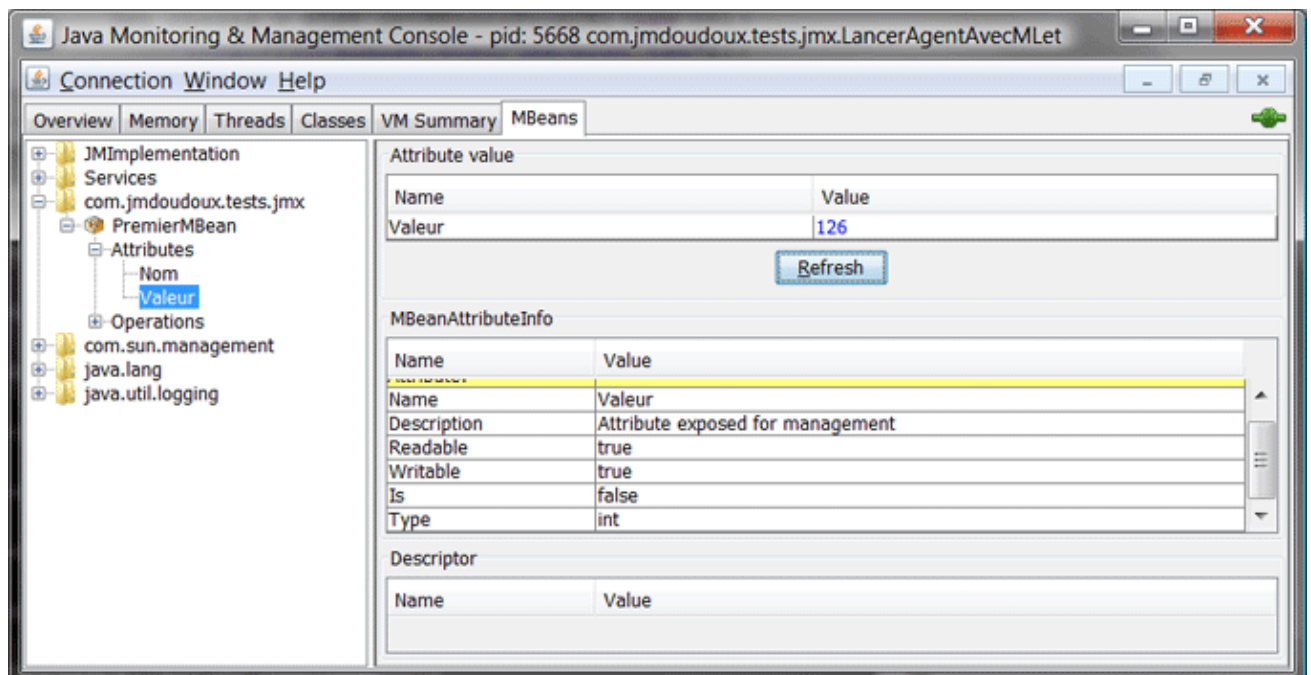 Java Monitoring & Management Console - pid: 5668 com.jmdoudoux.tests.jmx.LancerAgentAvecMLet
Connection Window Help
Overview Memory Threads Classes VM Summary MBeans
JMImplementation
Services
com.jmdoudoux.tests.jmx
PremierMBean
Attributes
Nom
Valeur
Operations
com.sun.management
java.lang
java.util.logging
Attribute value
Name Value
Valeur 126
Refresh
MBeanAttributeInfo
Name Value
Name Valeur
Description Attribute exposed for management
Readable true
Writable true
Is false
Type int
Descriptor
Name Value